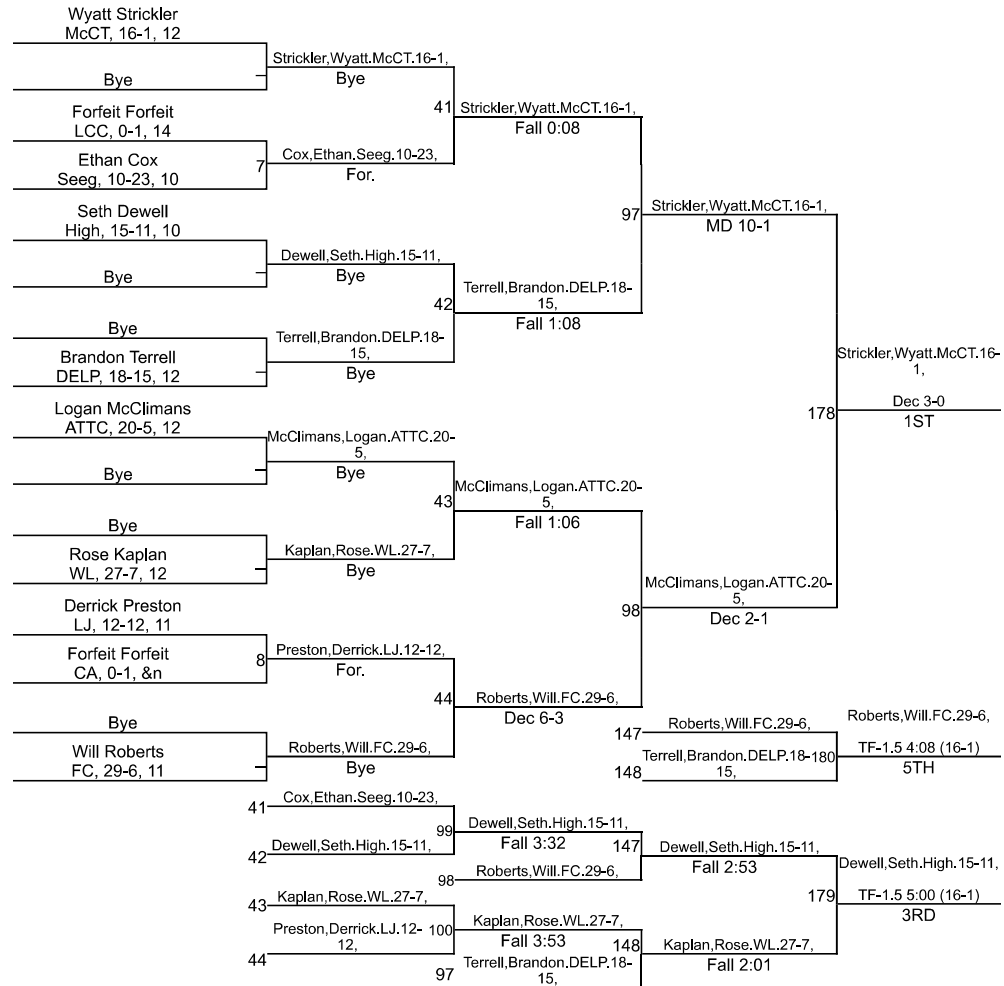 Wyatt Strickler
McCT, 16-1, 12
Bye
Strickler,Wyatt.McCT.16-1,
Bye
Forfeit Forfeit
LCC, 0-1, 14
Ethan Cox
Seeg, 10-23, 10
7
Cox,Ethan.Seeg.10-23,
For.
41
Strickler,Wyatt.McCT.16-1,
Fall 0:08
Seth Dewell
High, 15-11, 10
Bye
Dewell,Seth.High.15-11,
Bye
Bye
Brandon Terrell
DELP, 18-15, 12
Terrell,Brandon.DELP.18-
15,
Bye
42
Terrell,Brandon.DELP.18-
15,
Fall 1:08
97
Strickler,Wyatt.McCT.16-1,
MD 10-1
Logan McClimans
ATTC, 20-5, 12
Bye
McClimans,Logan.ATTC.20-
5,
Bye
Bye
Rose Kaplan
WL, 27-7, 12
Kaplan,Rose.WL.27-7,
Bye
43
McClimans,Logan.ATTC.20-
5,
Fall 1:06
Derrick Preston
LJ, 12-12, 11
Forfeit Forfeit
CA, 0-1, &n
8
Preston,Derrick.LJ.12-12,
For.
Bye
Will Roberts
FC, 29-6, 11
Roberts,Will.FC.29-6,
Bye
44
Roberts,Will.FC.29-6,
Dec 6-3
98
McClimans,Logan.ATTC.20-
5,
Dec 2-1
178
Strickler,Wyatt.McCT.16-
1,
Dec 3-0
1ST
147
Roberts,Will.FC.29-6,
148
Terrell,Brandon.DELP.18-
15,
180
Roberts,Will.FC.29-6,
TF-1.5 4:08 (16-1)
5TH
41
Cox,Ethan.Seeg.10-23,
42
Dewell,Seth.High.15-11,
99
Dewell,Seth.High.15-11,
Fall 3:32
98
Roberts,Will.FC.29-6,
147
Dewell,Seth.High.15-11,
Fall 2:53
43
Kaplan,Rose.WL.27-7,
44
Preston,Derrick.LJ.12-
12,
100
Kaplan,Rose.WL.27-7,
Fall 3:53
97
Terrell,Brandon.DELP.18-
15,
148
Kaplan,Rose.WL.27-7,
Fall 2:01
179
Dewell,Seth.High.15-11,
TF-1.5 5:00 (16-1)
3RD